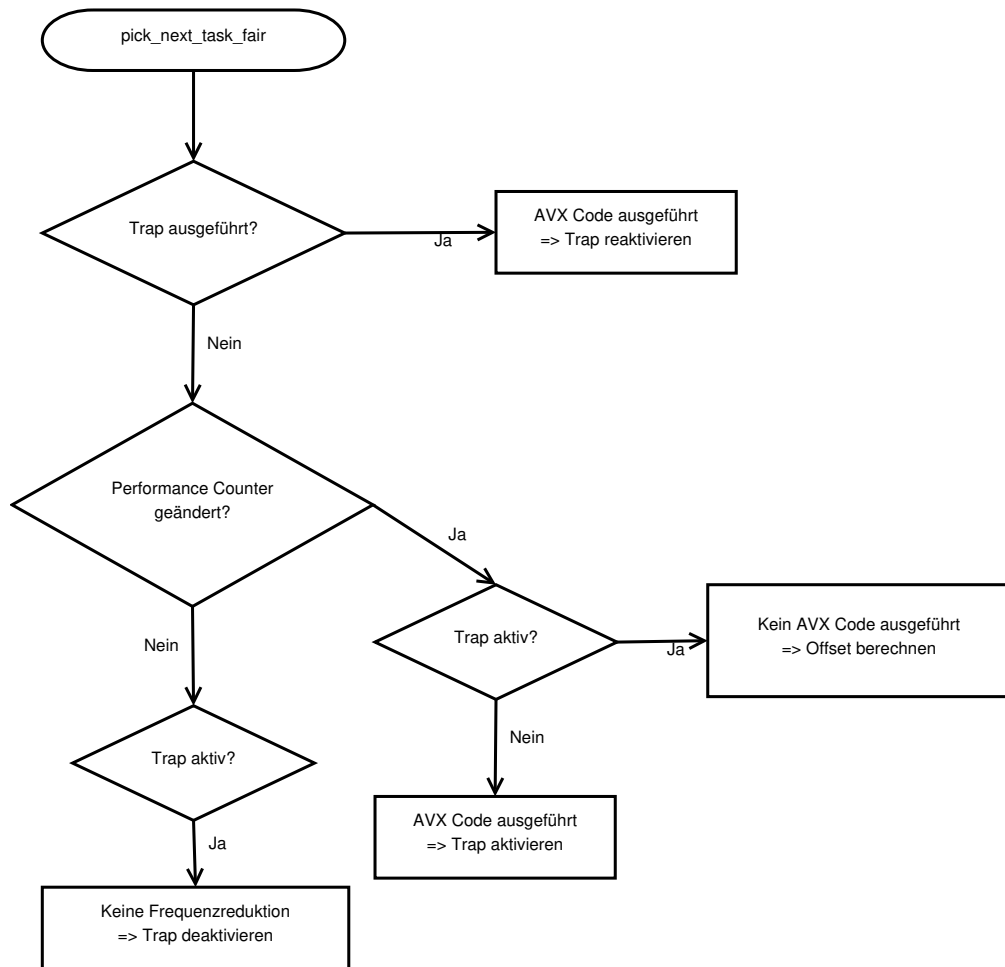 pick_next_task_fair
Trap ausgeführt?
Ja
AVX Code ausgeführt
=> Trap reaktivieren
Nein
Performance Counter
geändert?
Ja
Nein
Trap aktiv?
Ja
Kein AVX Code ausgeführt
=> Offset berechnen
Nein
Trap aktiv?
AVX Code ausgeführt
=> Trap aktivieren
Ja
Keine Frequenzreduktion
=> Trap deaktivieren